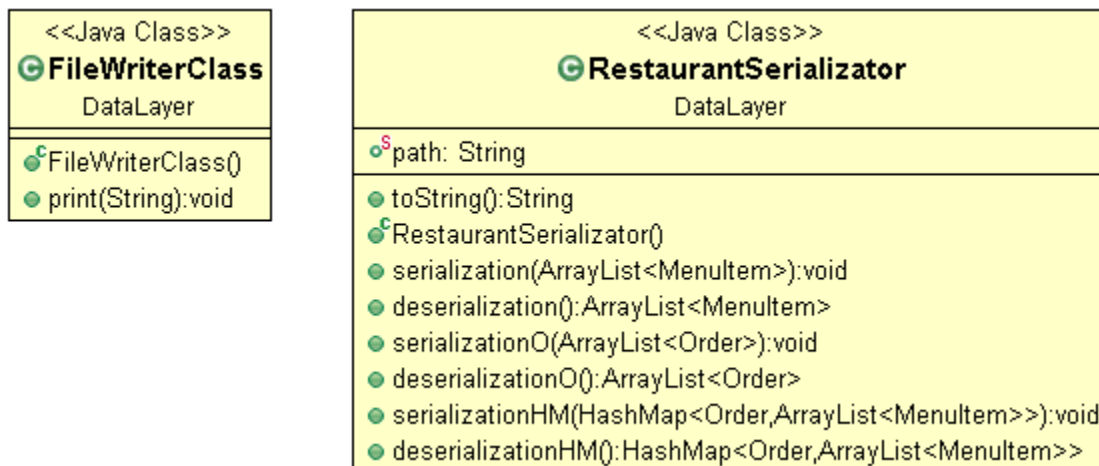 <<Java Class>>
FileWriterClass
DataLayer
FileWriterClass()
print(String):void
<<Java Class>>
RestaurantSerializator
DataLayer
path: String
toString():String
RestaurantSerializator()
serialization(ArrayList<MenuItem>):void
deserialization():ArrayList<MenuItem>
serializationO(ArrayList<Order>):void
deserializationO():ArrayList<Order>
serializationHM(HashMap<Order,ArrayList<MenuItem>>):void
deserializationHM():HashMap<Order,ArrayList<MenuItem>>